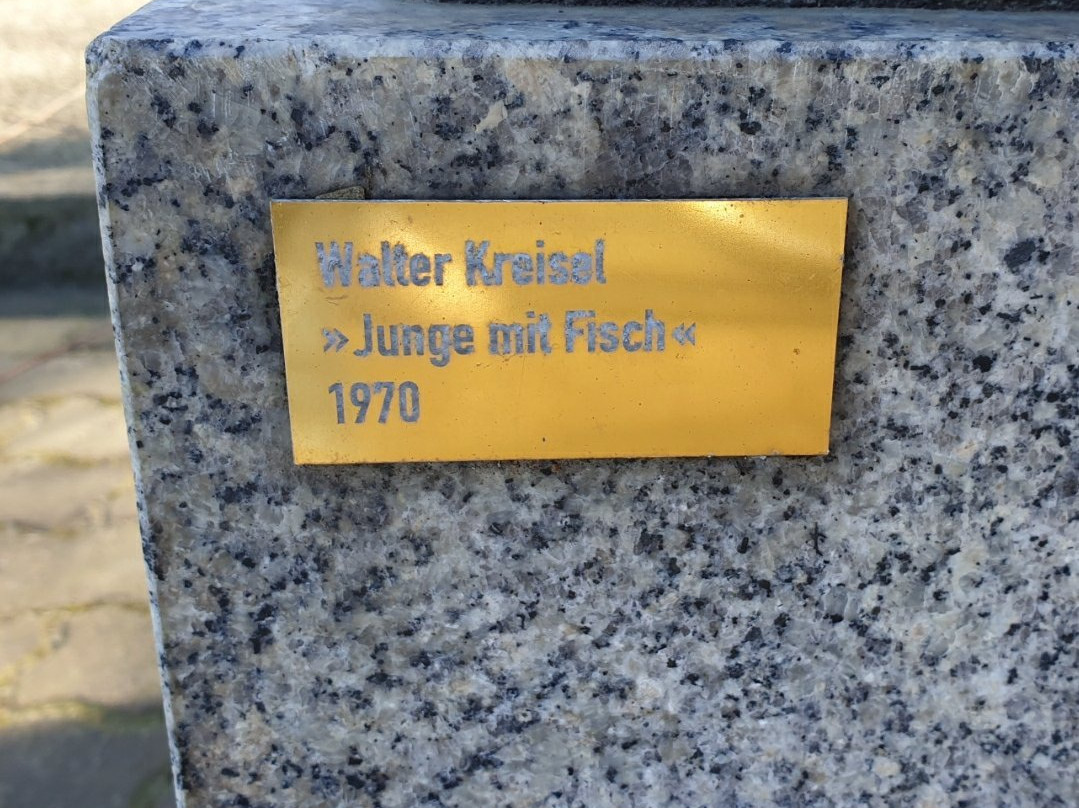 Walter Kreisel
»Junge mit Fisch«
1970